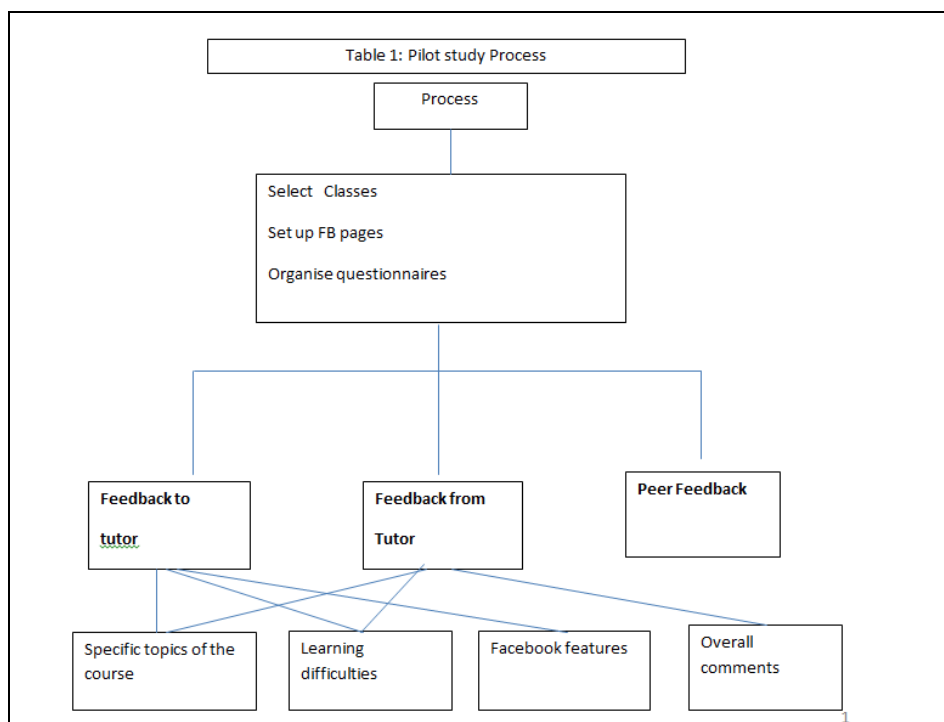 Table 1: Pilot study Process
Process
Select Classes
Set up FB pages
Organise questionnaires
Feedback to
tutor
Feedback from
Tutor
Peer Feedback
Specific topics of the
course
Learning
difficulties
Facebook features
Overall
comments
1